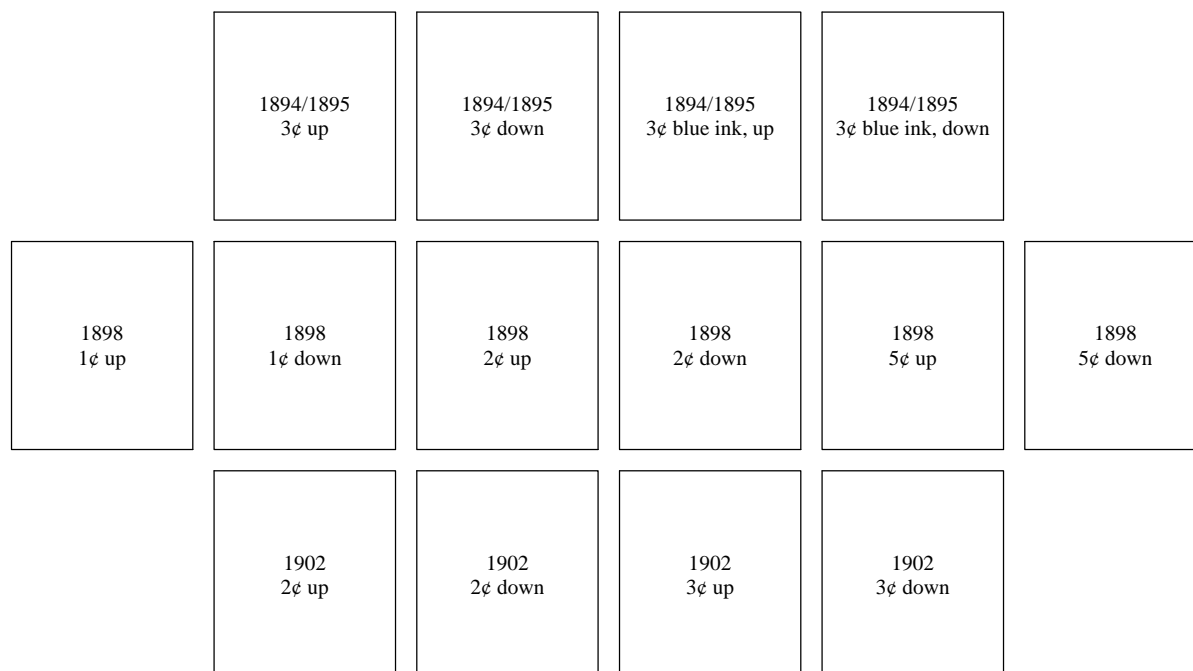 1894/1895
3¢ up
1894/1895
3¢ down
1894/1895
3¢ blue ink, up
1894/1895
3¢ blue ink, down
1898
1¢ up
1898
1¢ down
1898
2¢ up
1898
2¢ down
1898
5¢ up
1898
5¢ down
1902
2¢ up
1902
2¢ down
1902
3¢ up
1902
3¢ down